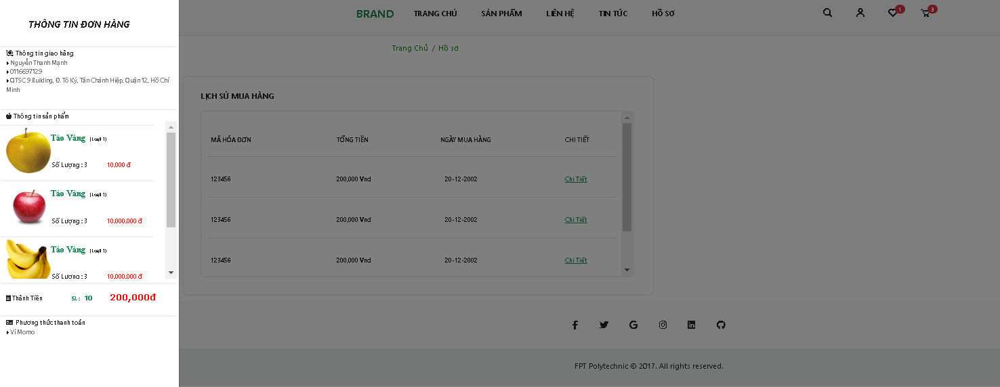 THÔNG TIN ĐƠN HÀNG
Thông tin giao hàng
Nguyễn Thanh Mạnh
0116697129
QTSC 9 Building, Đ. Tô Ký, Tân Chánh Hiệp, Quận 12, Hồ Chí
Minh
Thông tin sản phẩm
Táo Vàng (Loại 1)
Số Lượng : 3 10.000 đ
Táo Vàng (Loại 1)
Số Lượng : 3 10.000.000 đ
Táo Vàng (Loại 1)
Số Lượng : 3 10.000.000 đ
Thành Tiền SL: 10 200,000đ
Phương thức thanh toán
Ví Momo
BRAND TRANG CHỦ SẢN PHẨM LIÊN HỆ TIN TỨC HỒ SƠ 1 3
Trang Chủ / Hồ sơ
LỊCH SỬ MUA HÀNG
MÃ HÓA ĐƠN TỔNG TIỀN NGÀY MUA HÀNG CHI TIẾT
123456 200,000 Vnd 20-12-2002 Chi Tiết
123456 200,000 Vnd 20-12-2002 Chi Tiết
123456 200,000 Vnd 20-12-2002 Chi Tiết
FPT Polytechnic © 2017. All rights reserved.